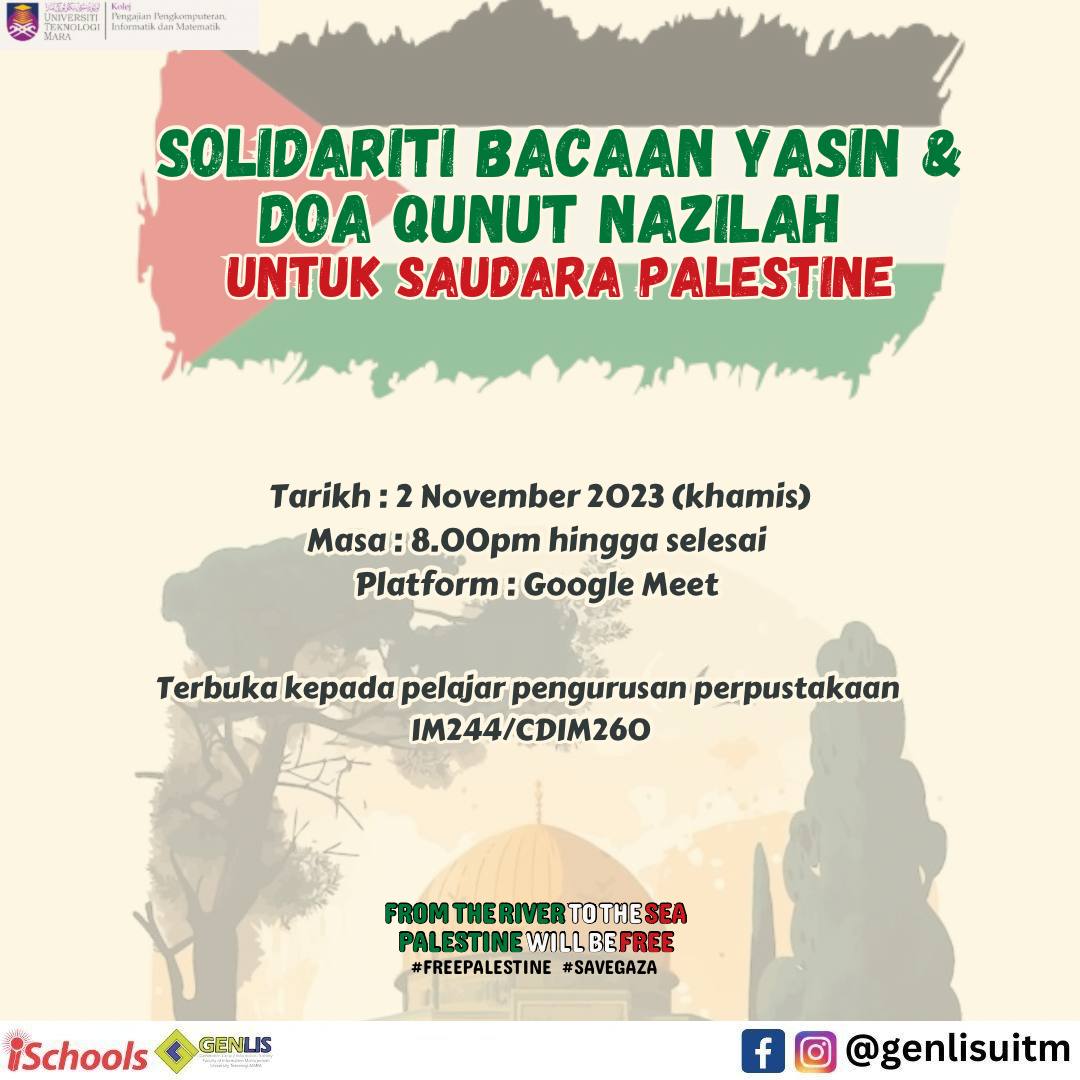 UNIVERSITI
TEKNOLOGI
MARA
Kolej
Pengajian Pengkomputeran,
Informatik dan Matematik
SOLIDARITI BACAAN YASIN &
DOA QUNUT NAZILAH
UNTUK SAUDARA PALESTINE
Tarikh : 2 November 2023 (khamis)
Masa : 8.00pm hingga selesai
Platform : Google Meet
Terbuka kepada pelajar pengurusan perpustakaan
IM244/CDIM260
FROM THE RIVER TO THE SEA
PALESTINE WILL BE FREE
#FREEPALESTINE #SAVEGAZA
iSchools
GENLIS
@genlisuitm